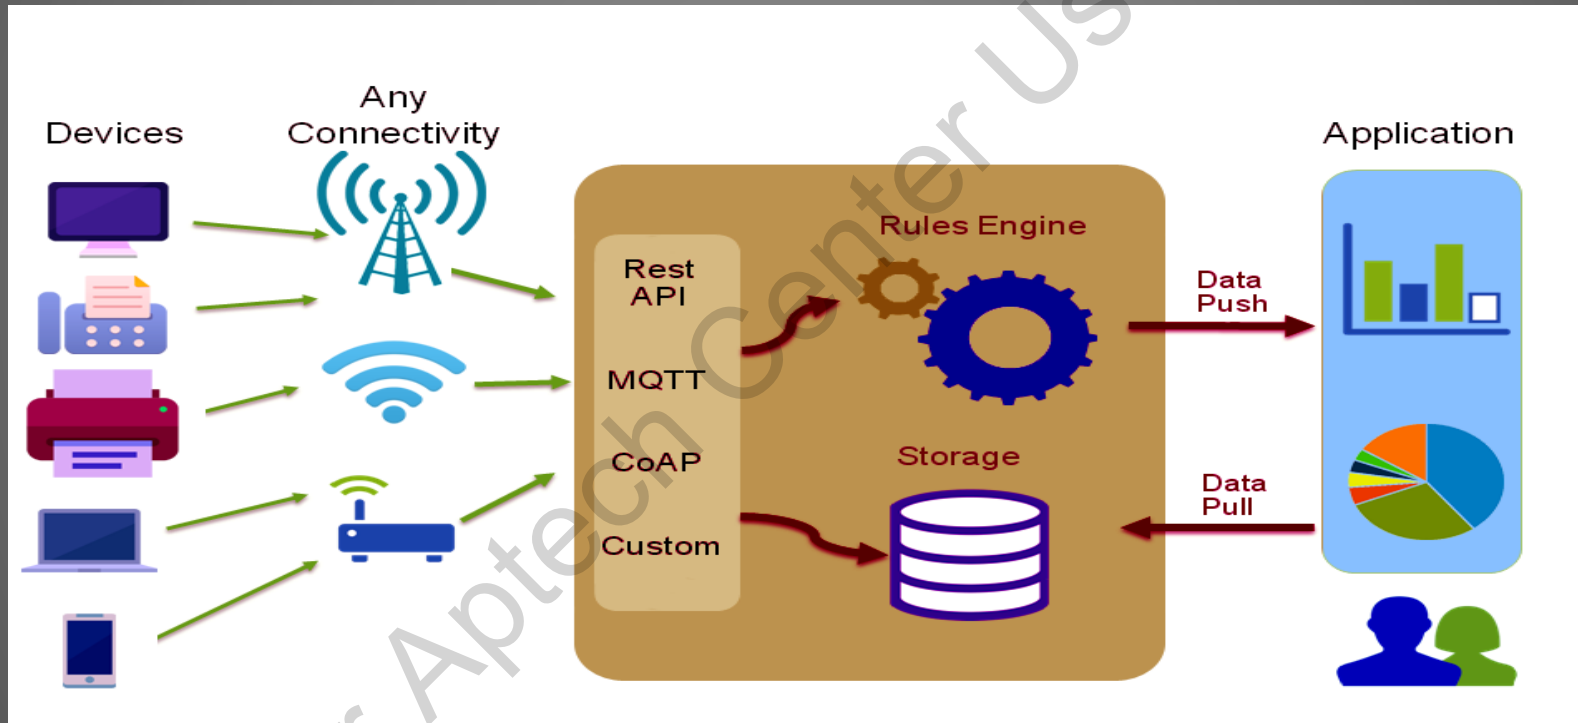 Devices
Any
Connectivity
Rest
API
MQTT
CoAP
Custom
Rules Engine
Storage
Data
Push
Data
Pull
Application
Aptech Center Us